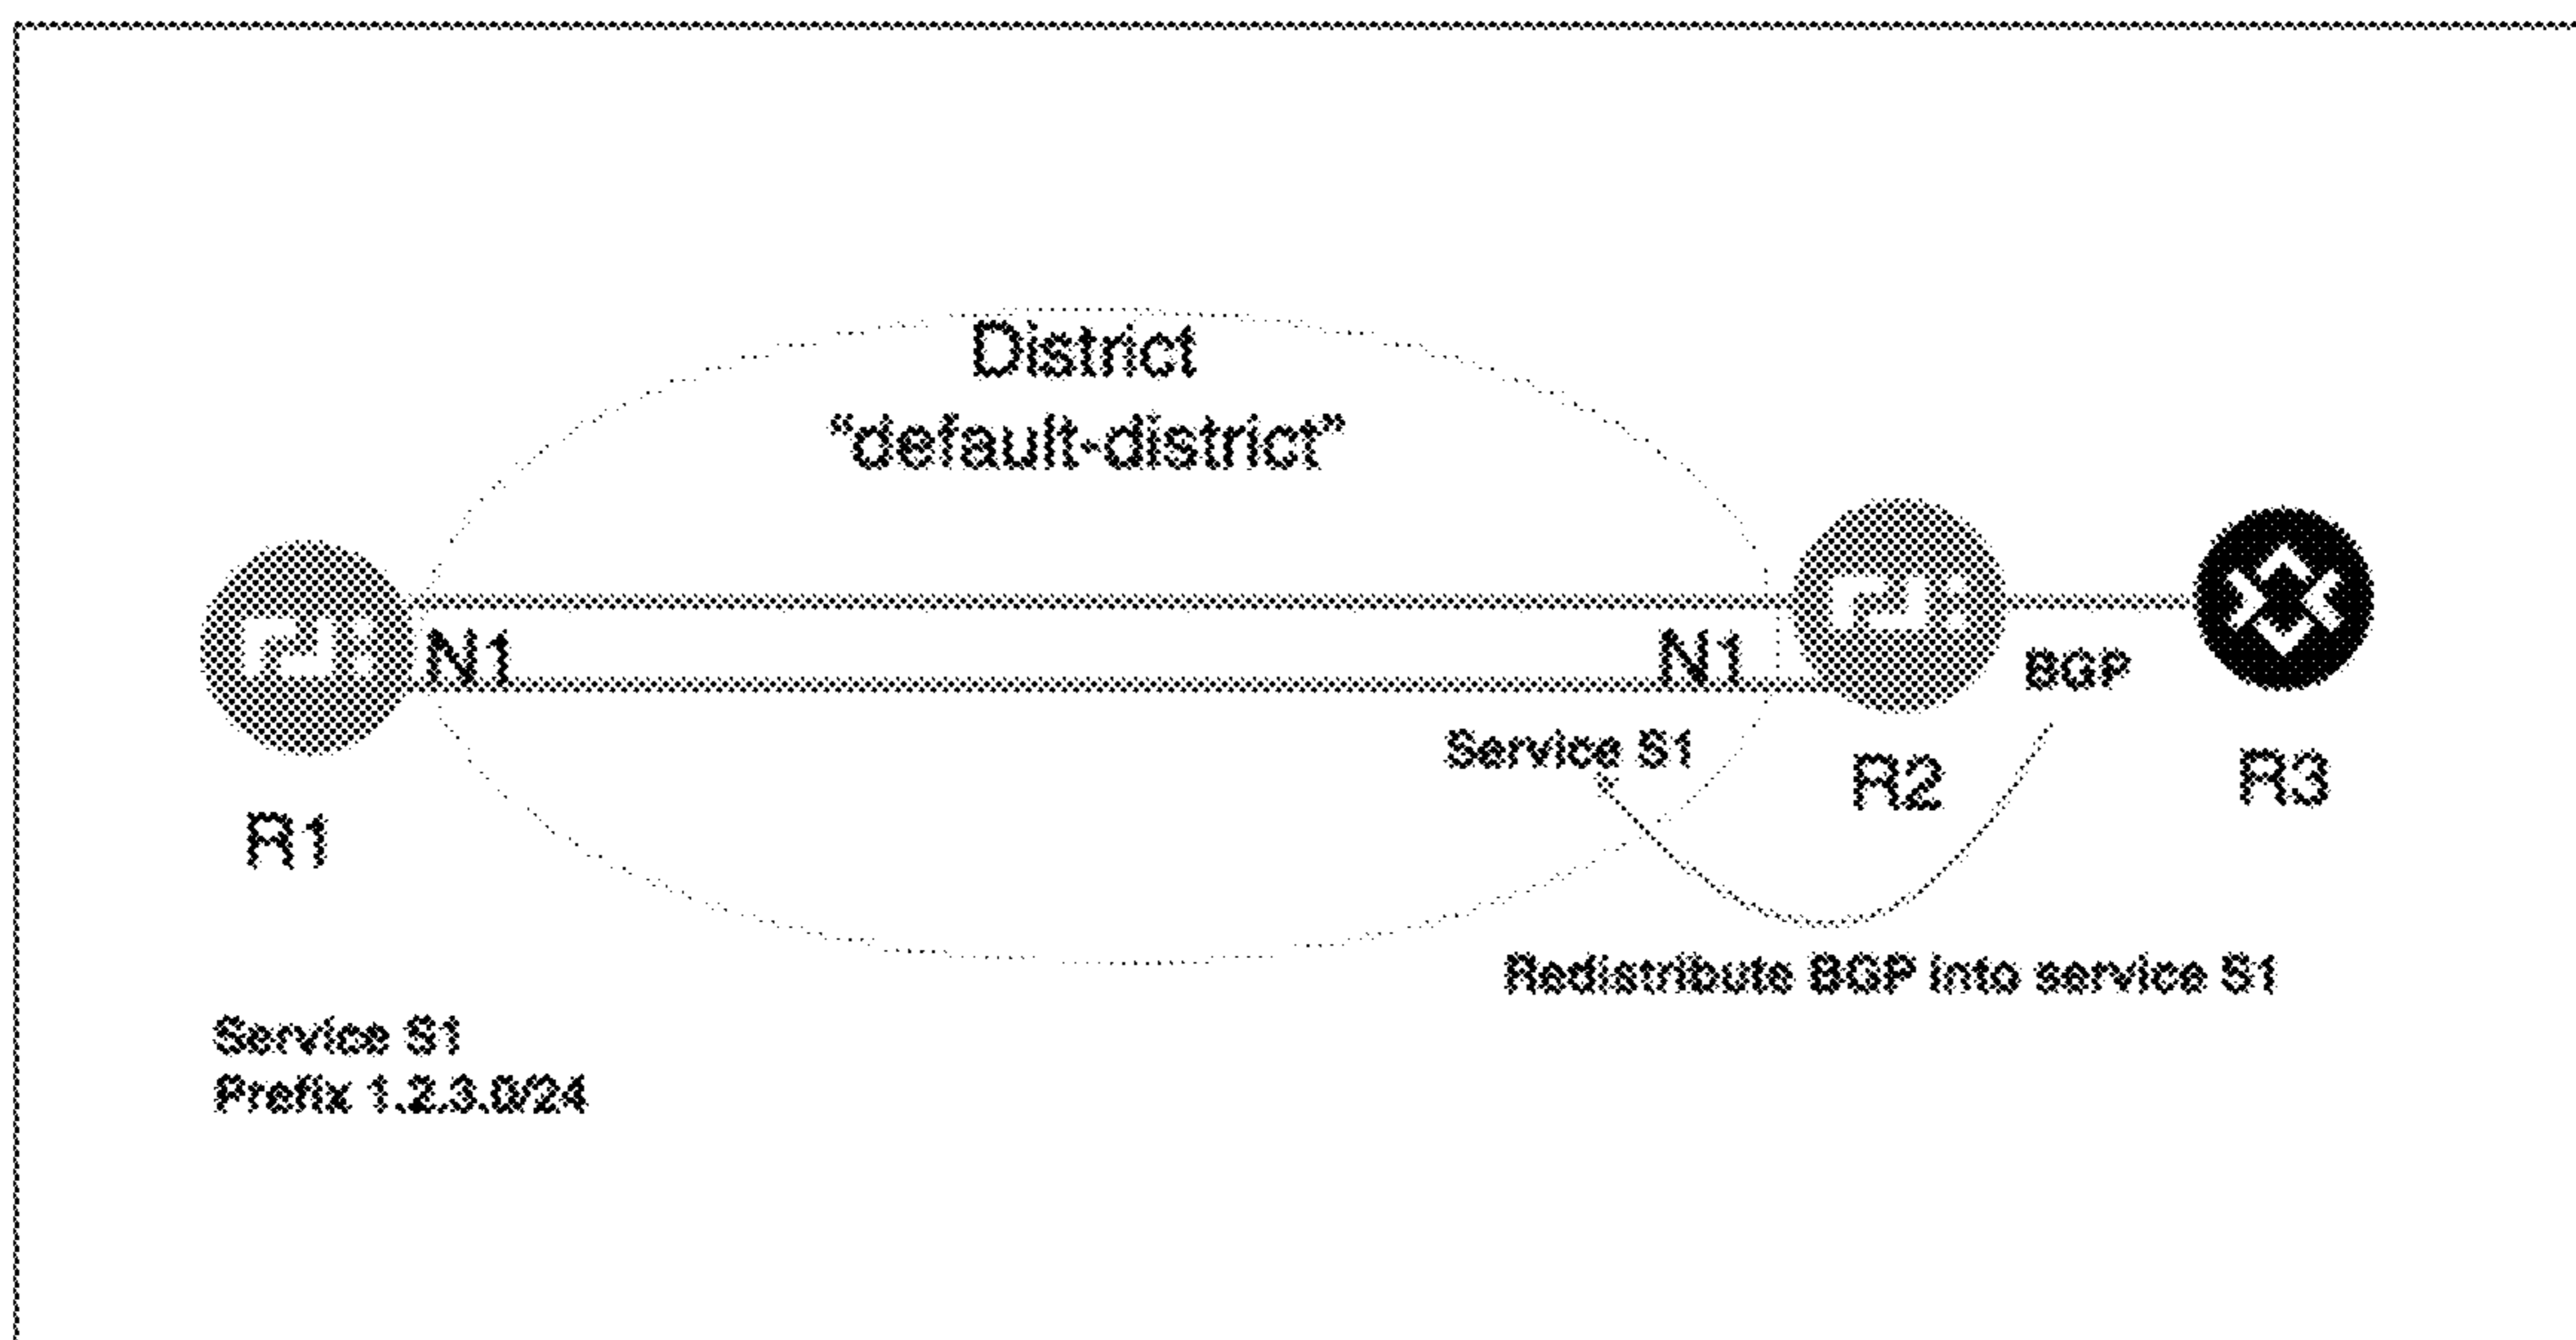 District
“default-district”
N1
N1
BGP
Service S1
R1
R2
R3
Redistribute BGP into service S1
Service S1
Prefix 1.2.3.0/24